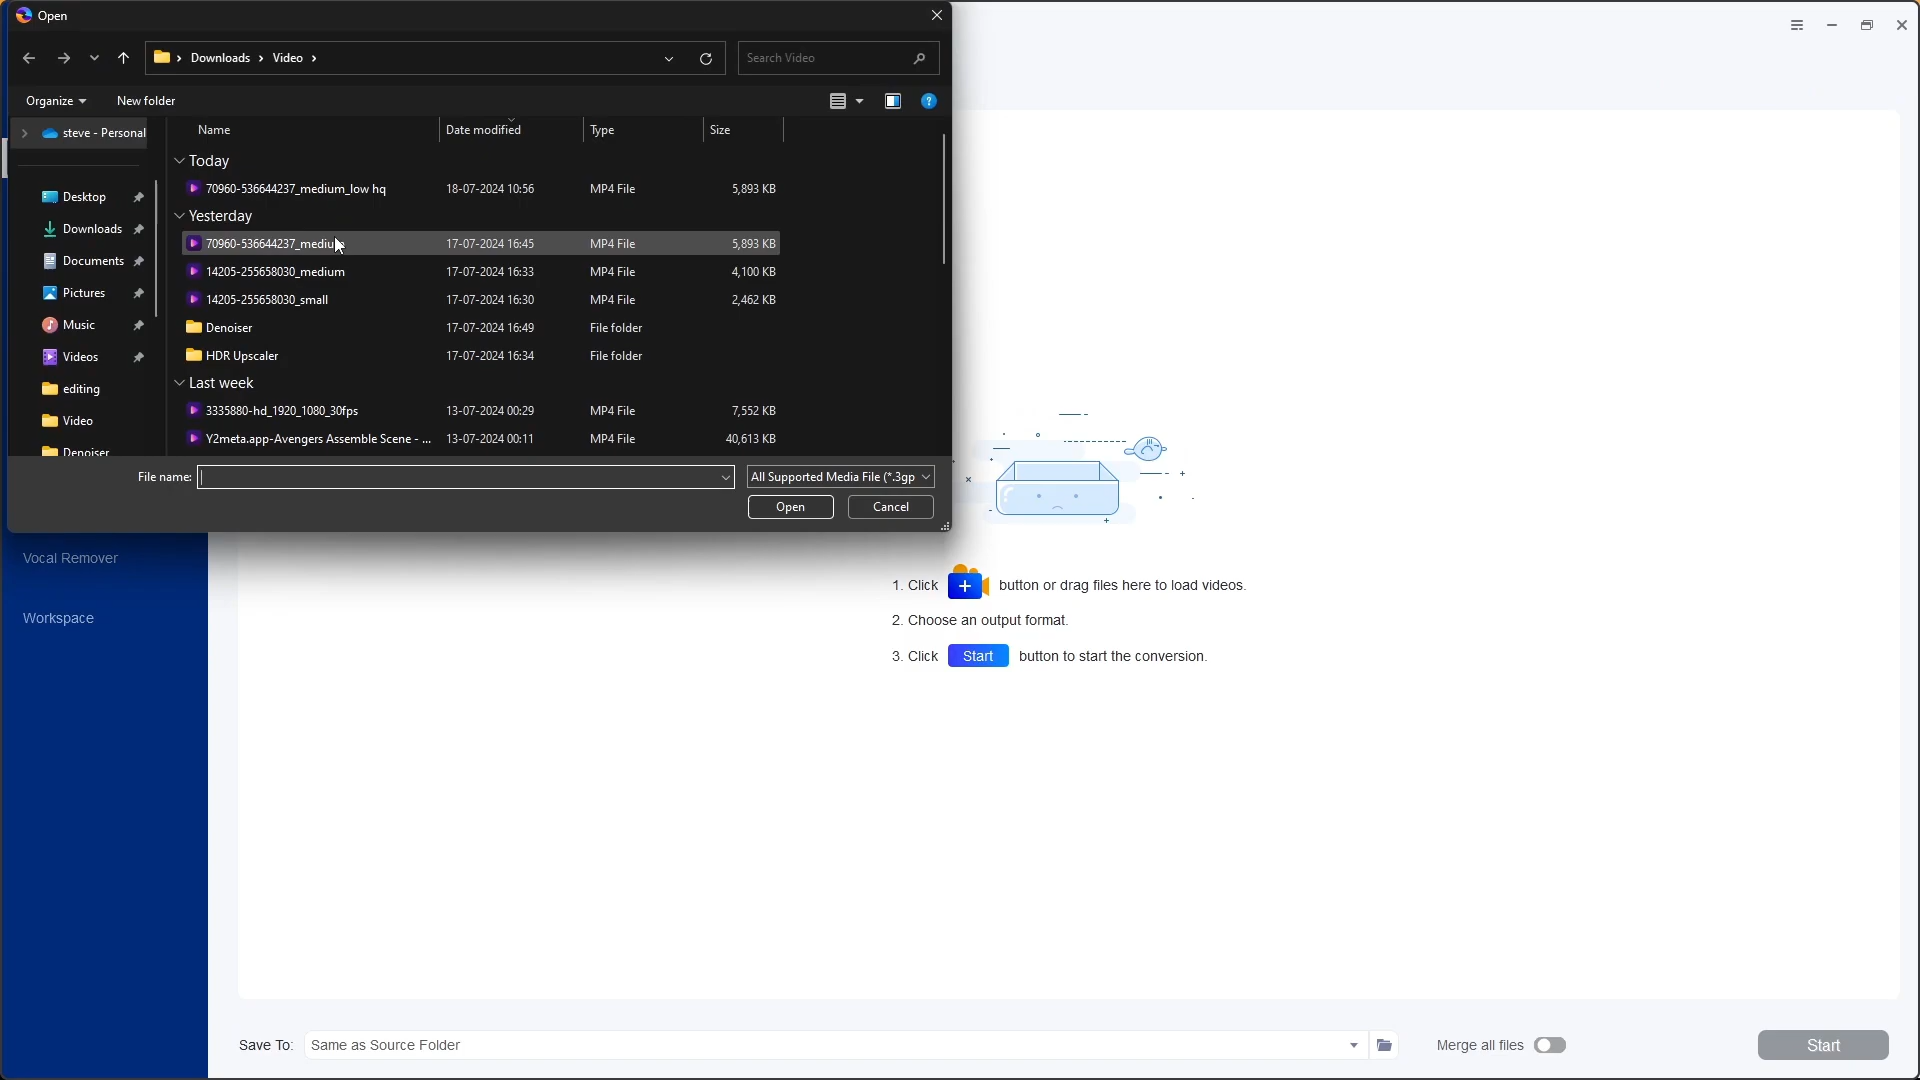 Open
Downloads Video
Search Video
Organize New folder
Name Date modified Type Size
steve - Personal
Today
70960-536644237_medium_low hq 18-07-2024 10:56 MP4 File 5,893 KB
Yesterday
Desktop
70960-536644237_medium 17-07-2024 16:45 MP4 File 5,893 KB
Downloads
14205-255658030_medium 17-07-2024 16:33 MP4 File 4,100 KB
Documents
14205-255658030_small 17-07-2024 16:30 MP4 File 2,462 KB
Pictures
Denoiser 17-07-2024 16:49 File folder
Music
HDR Upscaler 17-07-2024 16:34 File folder
Videos
Last week
editing
3335880-hd_1920_1080_30fps 13-07-2024 00:29 MP4 File 7,552 KB
Video
Y2meta.app-Avengers Assemble Scene - ... 13-07-2024 00:11 MP4 File 40,613 KB
Denoiser
File name: All Supported Media File (*.3gp
Open Cancel
Vocal Remover
Workspace
1. Click + button or drag files here to load videos.
2. Choose an output format.
3. Click Start button to start the conversion.
Save To: Same as Source Folder Merge all files Start